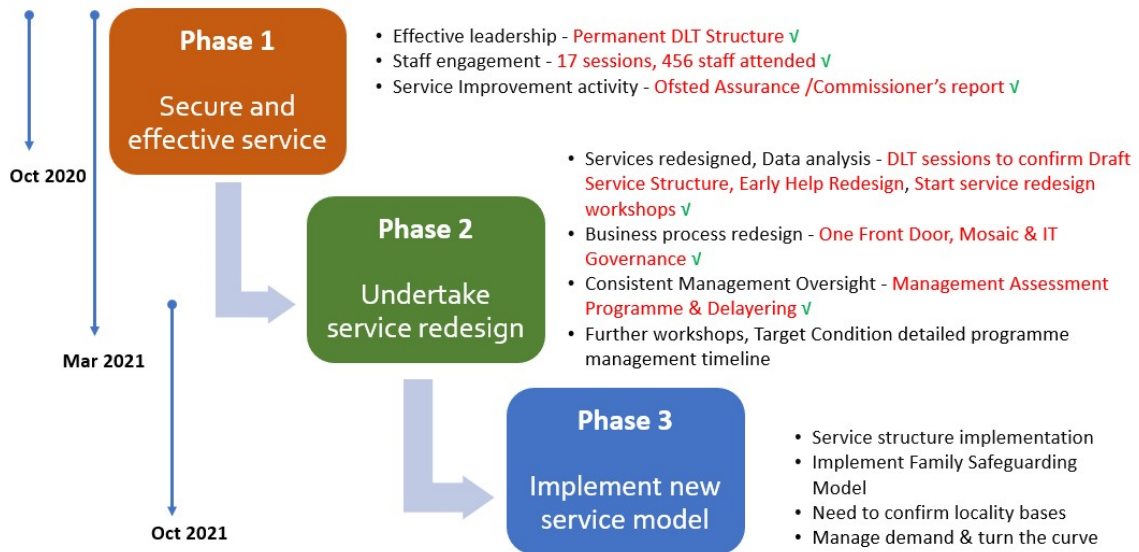 Phase 1
Secure and
effective service
• Effective leadership - Permanent DLT Structure √
• Staff engagement - 17 sessions, 456 staff attended √
• Service Improvement activity - Ofsted Assurance /Commissioner's report √
Oct 2020
Phase 2
Undertake
service redesign
• Services redesigned, Data analysis - DLT sessions to confirm Draft
Service Structure, Early Help Redesign, Start service redesign
workshops √
• Business process redesign - One Front Door, Mosaic & IT
Governance √
• Consistent Management Oversight - Management Assessment
Programme & Delayering √
• Further workshops, Target Condition detailed programme
management timeline
Mar 2021
Phase 3
Implement new
service model
• Service structure implementation
• Implement Family Safeguarding
Model
• Need to confirm locality bases
• Manage demand & turn the curve
Oct 2021